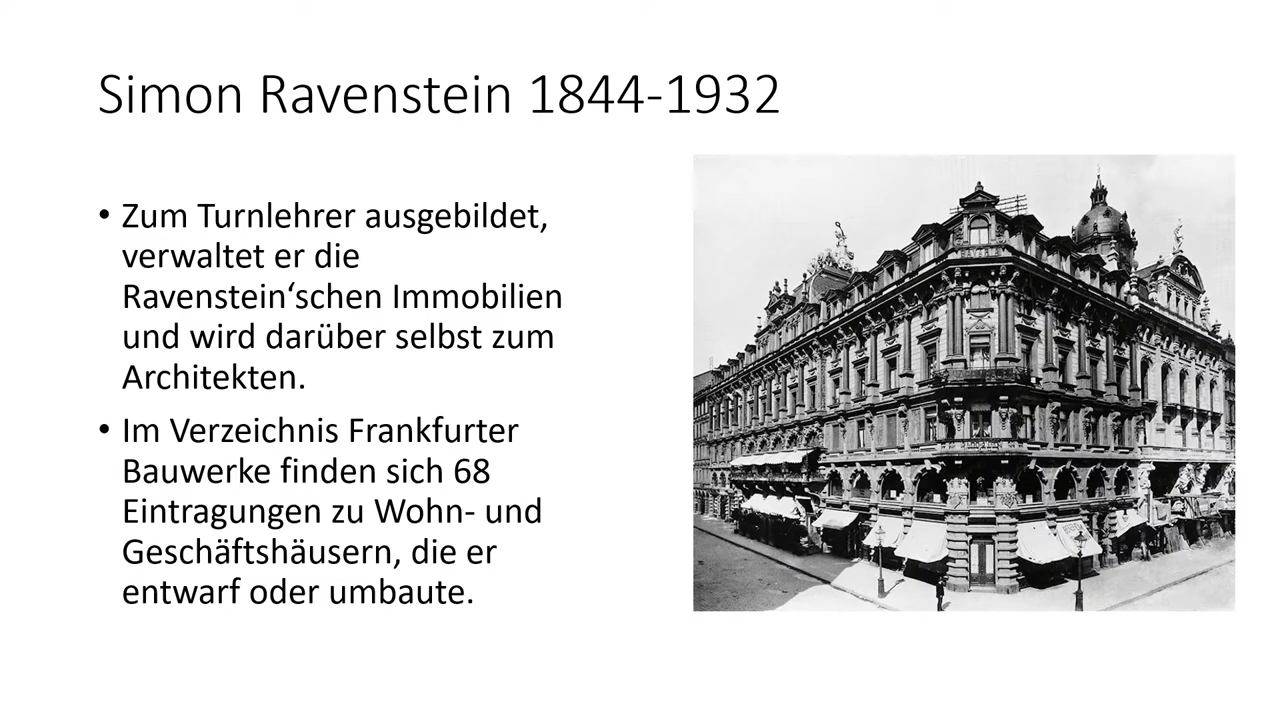 Simon Ravenstein 1844-1932
• Zum Turnlehrer ausgebildet,
verwaltet er die
Ravenstein‘schen Immobilien
und wird darüber selbst zum
Architekten.
• Im Verzeichnis Frankfurter
Bauwerke finden sich 68
Eintragungen zu Wohn- und
Geschäftshäusern, die er
entwarf oder umbaute.